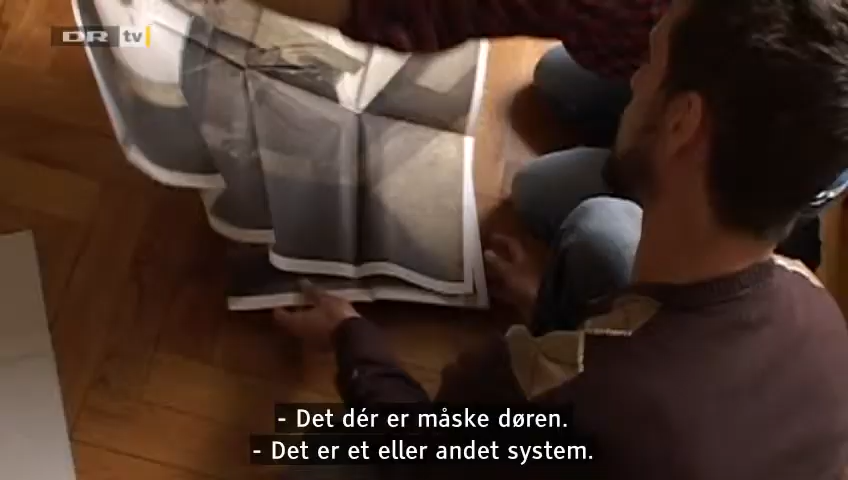 DR tv
- Det dér er måske døren.
- Det er et eller andet system.